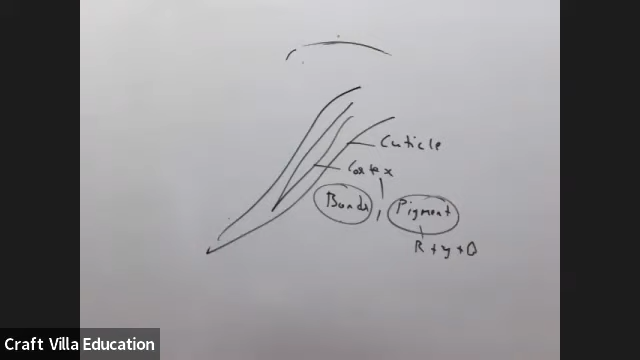 Cuticle
Cortex
Bonds, Pigment
R + y + O
Craft Villa Education